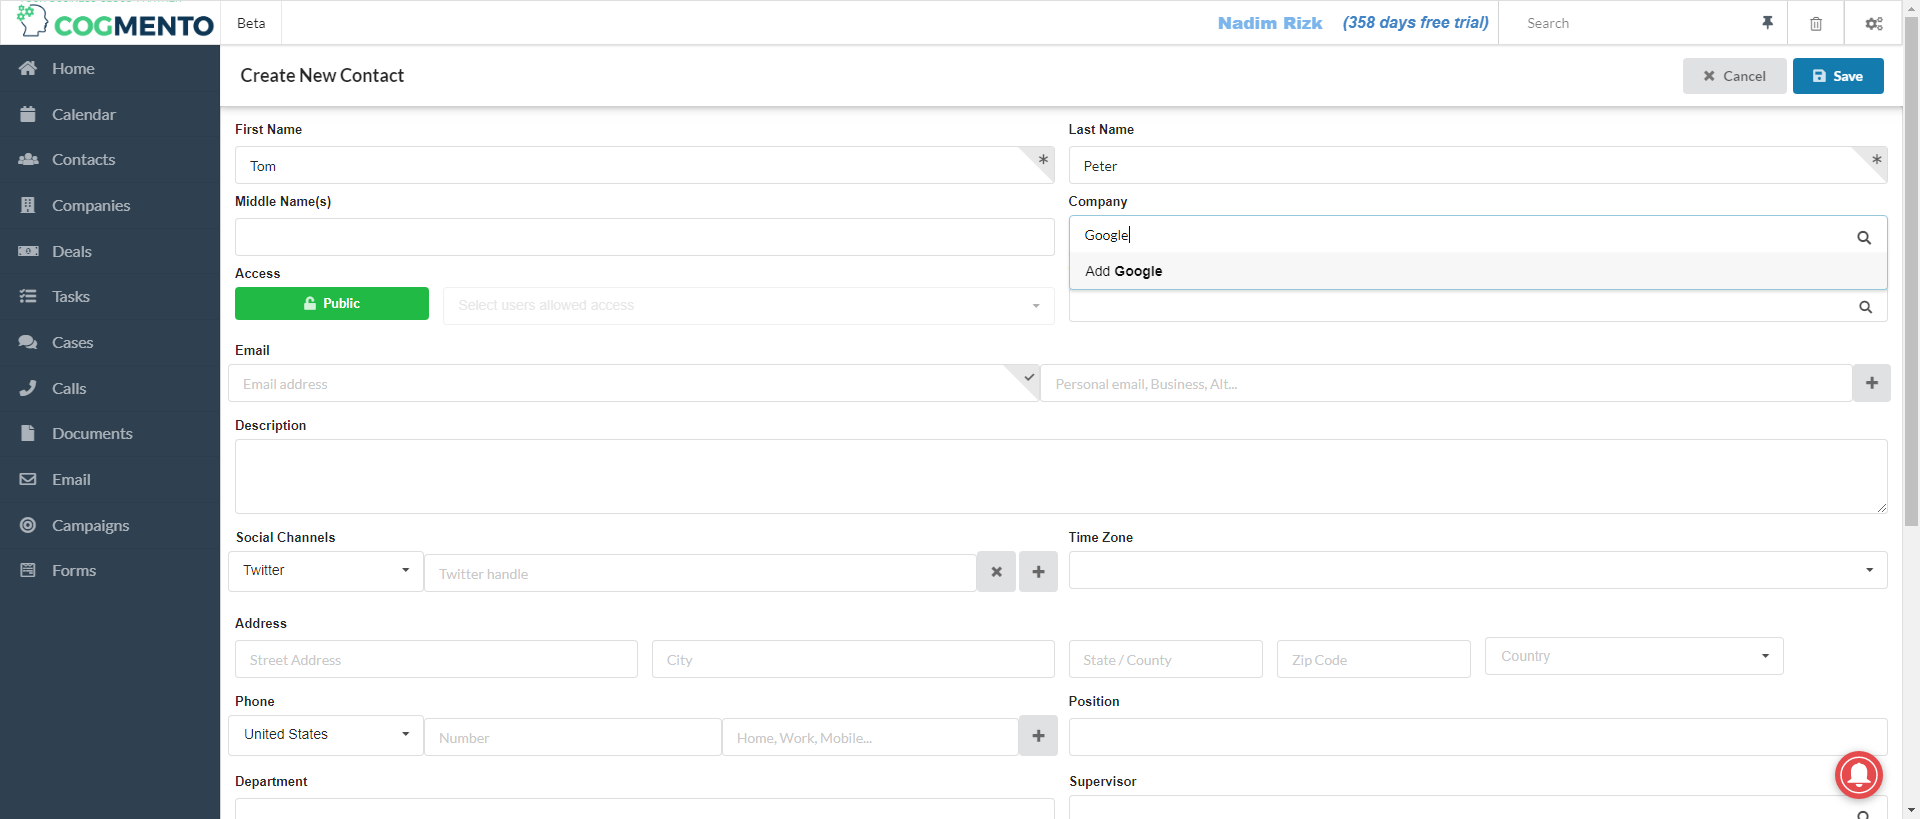 COGMENTO
Beta
Nadim Rizk
(358 days free trial)
Search
Home
Calendar
Contacts
Companies
Deals
Tasks
Cases
Calls
Documents
Email
Campaigns
Forms
Create New Contact
Cancel
Save
First Name
Last Name
Tom
*
Peter
*
Middle Name(s)
Company
Google
Add Google
Access
Public
Select users allowed access
Email
Email address
Personal email, Business, Alt...
Description
Social Channels
Time Zone
Twitter
Twitter handle
Address
Street Address
City
State / County
Zip Code
Country
Phone
Position
United States
Number
Home, Work, Mobile...
Department
Supervisor